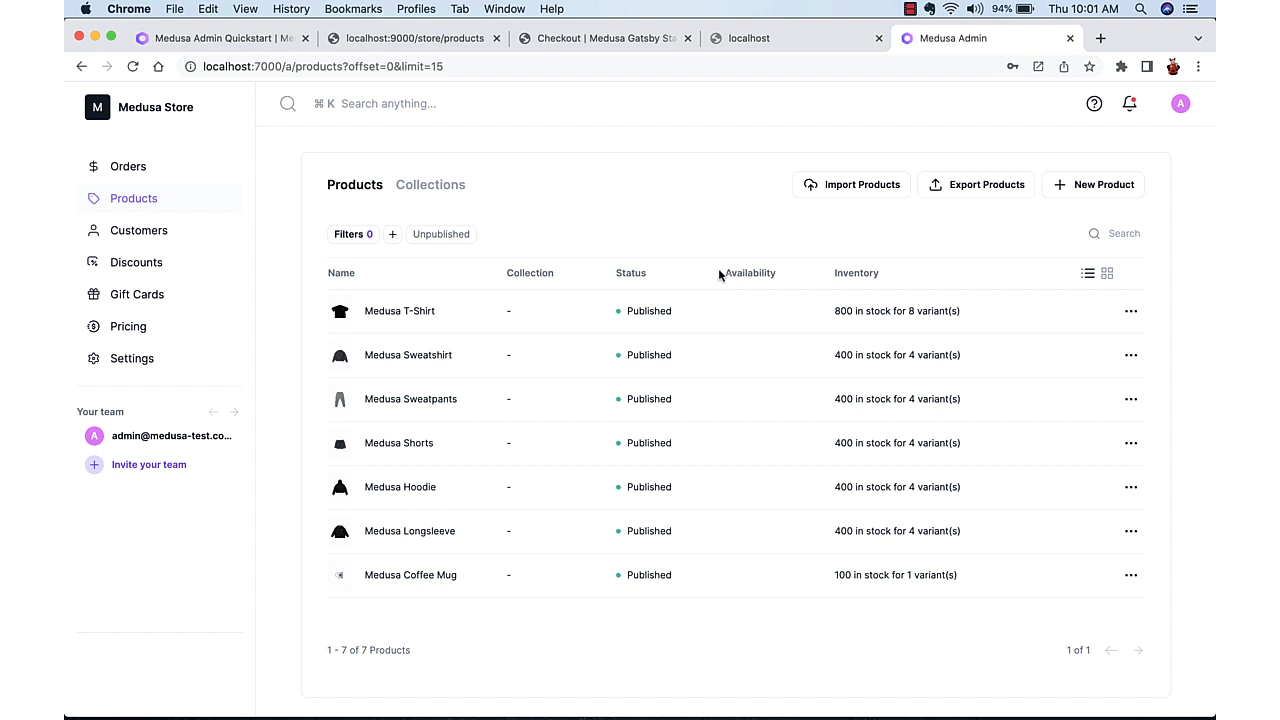 Chrome File Edit View History Bookmarks Profiles Tab Window Help 94% Thu 10:01 AM
Medusa Admin Quickstart | Me localhost:9000/store/products Checkout | Medusa Gatsby Sta localhost Medusa Admin
localhost:7000/a/products?offset=0&limit=15
M Medusa Store
⌘ K Search anything...
A
Orders
Products
Customers
Discounts
Gift Cards
Pricing
Settings
Your team
A admin@medusa-test.co...
Invite your team
Products Collections
Import Products Export Products New Product
Filters 0 + Unpublished Search
Name Collection Status Availability Inventory
Medusa T-Shirt - Published 800 in stock for 8 variant(s)
Medusa Sweatshirt - Published 400 in stock for 4 variant(s)
Medusa Sweatpants - Published 400 in stock for 4 variant(s)
Medusa Shorts - Published 400 in stock for 4 variant(s)
Medusa Hoodie - Published 400 in stock for 4 variant(s)
Medusa Longsleeve - Published 400 in stock for 4 variant(s)
Medusa Coffee Mug - Published 100 in stock for 1 variant(s)
1 - 7 of 7 Products 1 of 1